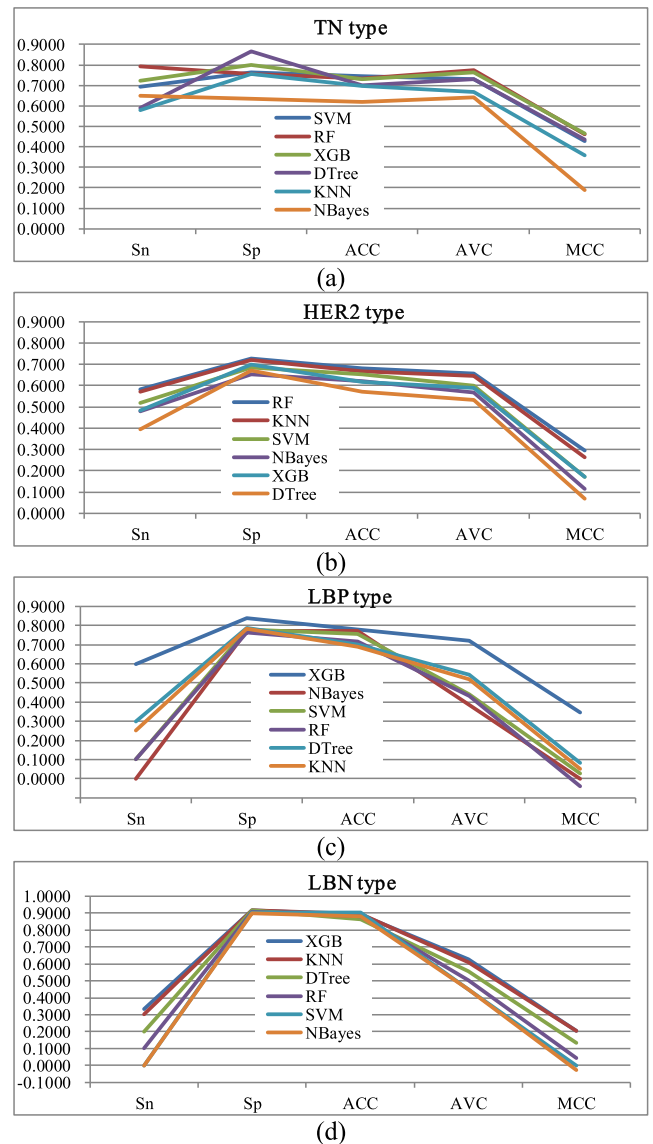 (a)
TN type
0.9000
0.8000
0.7000
0.6000
0.5000
0.4000
0.3000
0.2000
0.1000
0.0000
SVM
RF
XGB
DTree
KNN
NBayes
Sn Sp ACC AVC MCC
(a)
HER2 type
0.9000
0.8000
0.7000
0.6000
0.5000
0.4000
0.3000
0.2000
0.1000
0.0000
RF
KNN
SVM
NBayes
XGB
DTree
Sn Sp ACC AVC MCC
(b)
LBP type
0.9000
0.8000
0.7000
0.6000
0.5000
0.4000
0.3000
0.2000
0.1000
0.0000
XGB
NBayes
SVM
RF
DTree
KNN
Sn Sp ACC AVC MCC
(c)
LBN type
1.0000
0.9000
0.8000
0.7000
0.6000
0.5000
0.4000
0.3000
0.2000
0.1000
0.0000
-0.1000
XGB
KNN
DTree
RF
SVM
NBayes
Sn Sp ACC AVC MCC
(d)